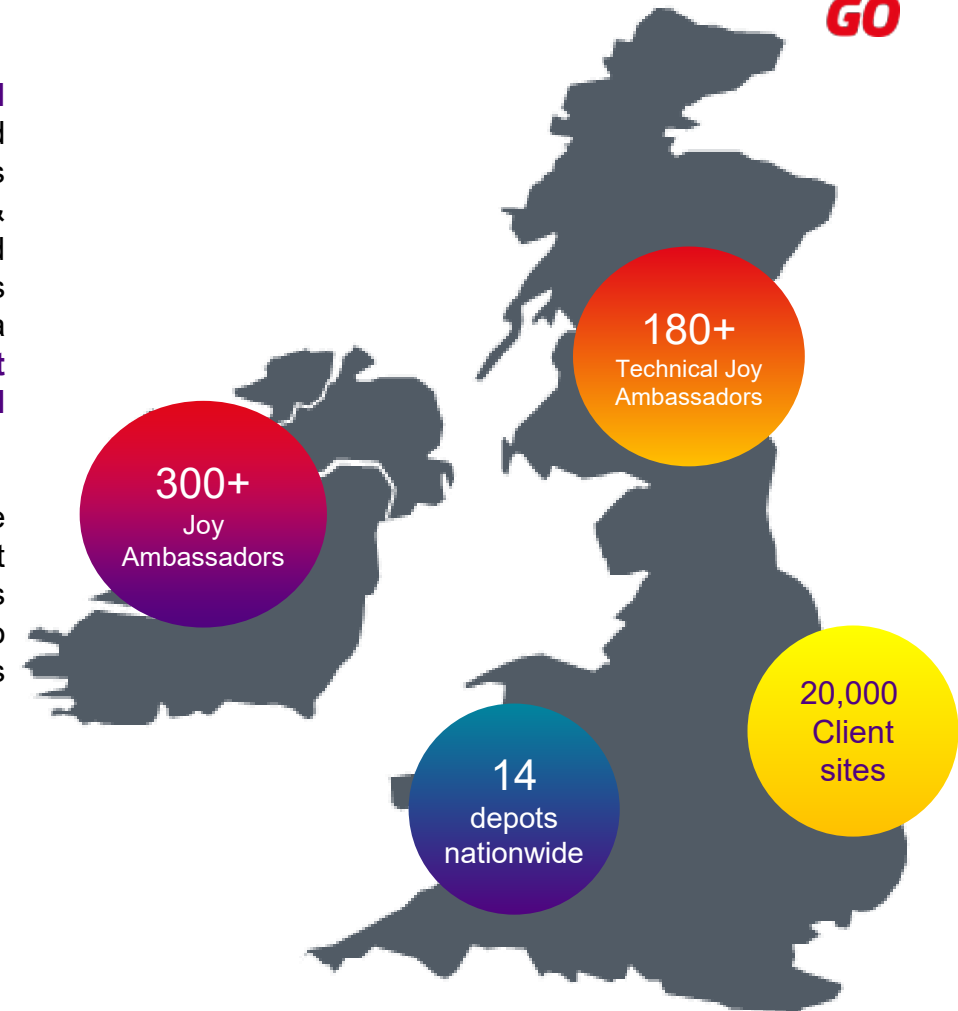 GO
180+
Technical Joy
Ambassadors
300+
Joy
Ambassadors
20,000
Client
sites
14
depots
nationwide